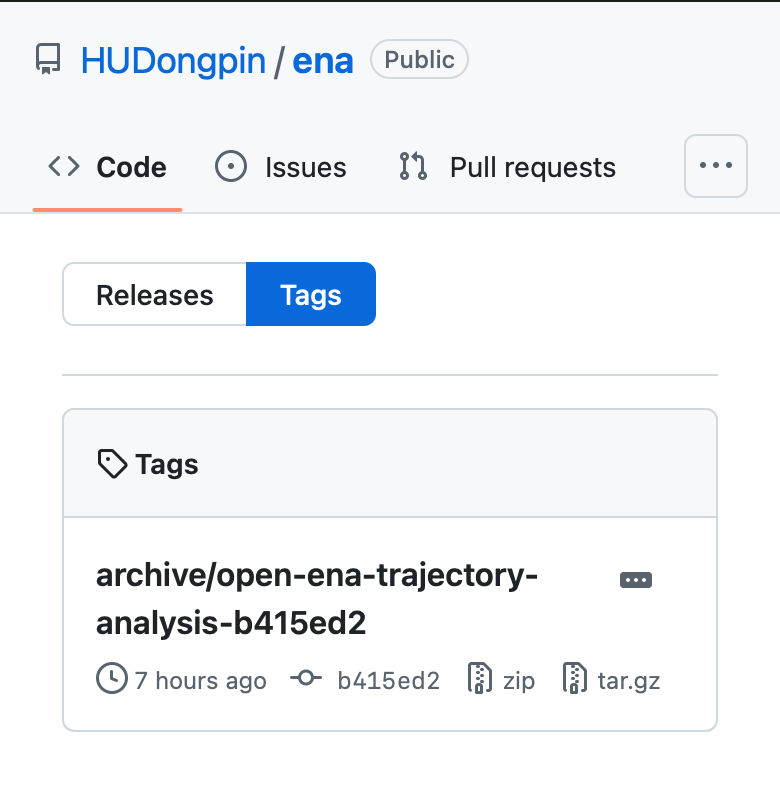 HUDongpin / ena Public
Code Issues Pull requests
Releases Tags
Tags
archive/open-ena-trajectory-
analysis-b415ed2
7 hours ago b415ed2 zip tar.gz